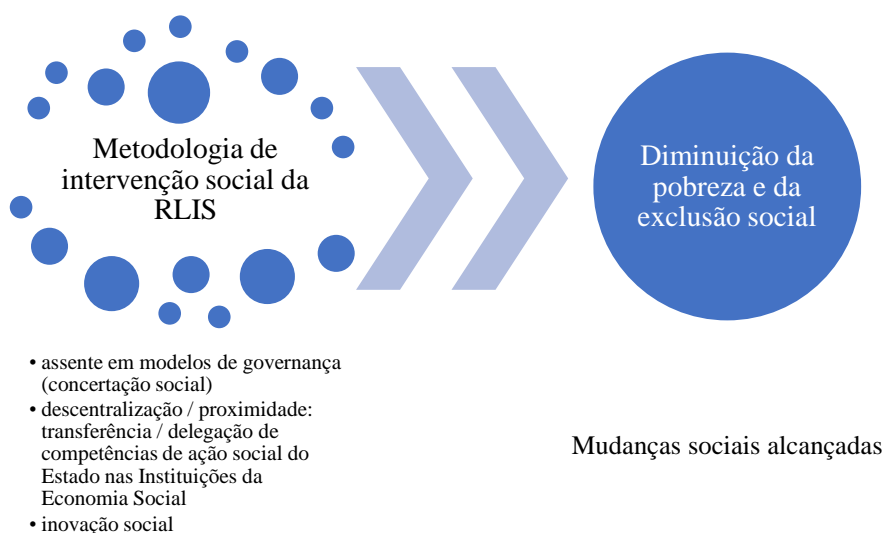 Metodologia de
intervenção social da
RLIS
Diminuição da
pobreza e da
exclusão social
• assente em modelos de governança
(concertação social)
• descentralização / proximidade:
transferência / delegação de
competências de ação social do
Estado nas Instituições da
Economia Social
• inovação social
Mudanças sociais alcançadas